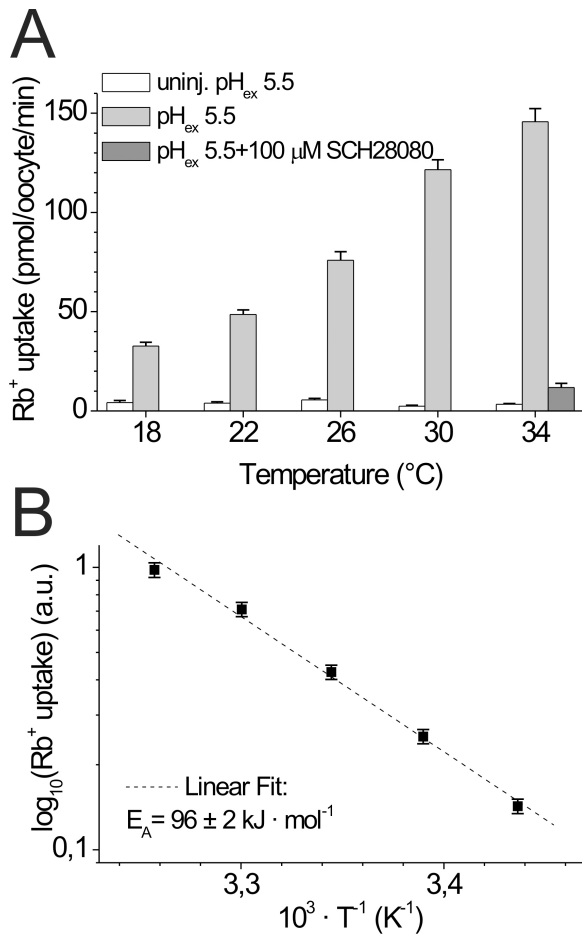 A
Rb⁺ uptake (pmol/oocyte/min)
uninj. pHₑₓ 5.5
pHₑₓ 5.5
pHₑₓ 5.5+100 μM SCH28080
150
100
50
0
18 22 26 30 34
Temperature (°C)
B
log₁₀(Rb⁺ uptake) (a.u.)
1
0,1
Linear Fit:
E_A= 96 ± 2 kJ · mol⁻¹
3,3 3,4
10³ · T⁻¹ (K⁻¹)